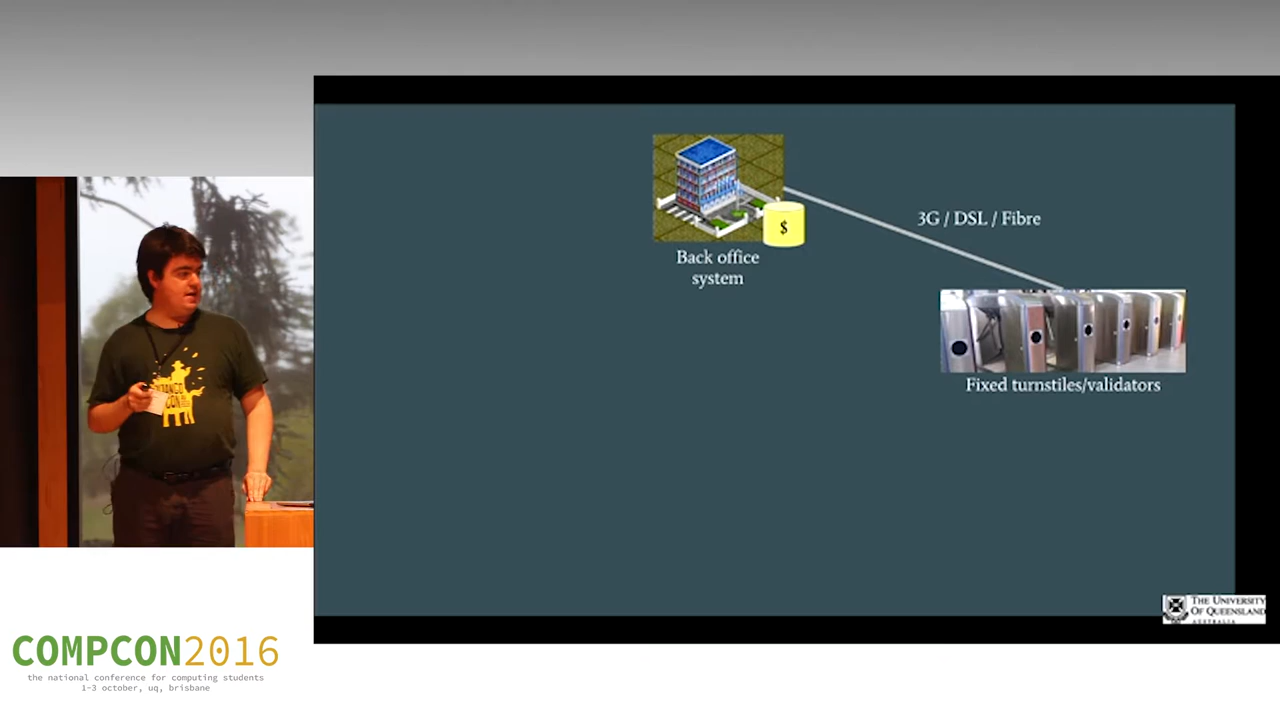 3G / DSL / Fibre
$
Back office
system
Fixed turnstiles/validators
THE UNIVERSITY
OF QUEENSLAND
AUSTRALIA
COMPCON2016
the national conference for computing students
1-3 october, uq, brisbane